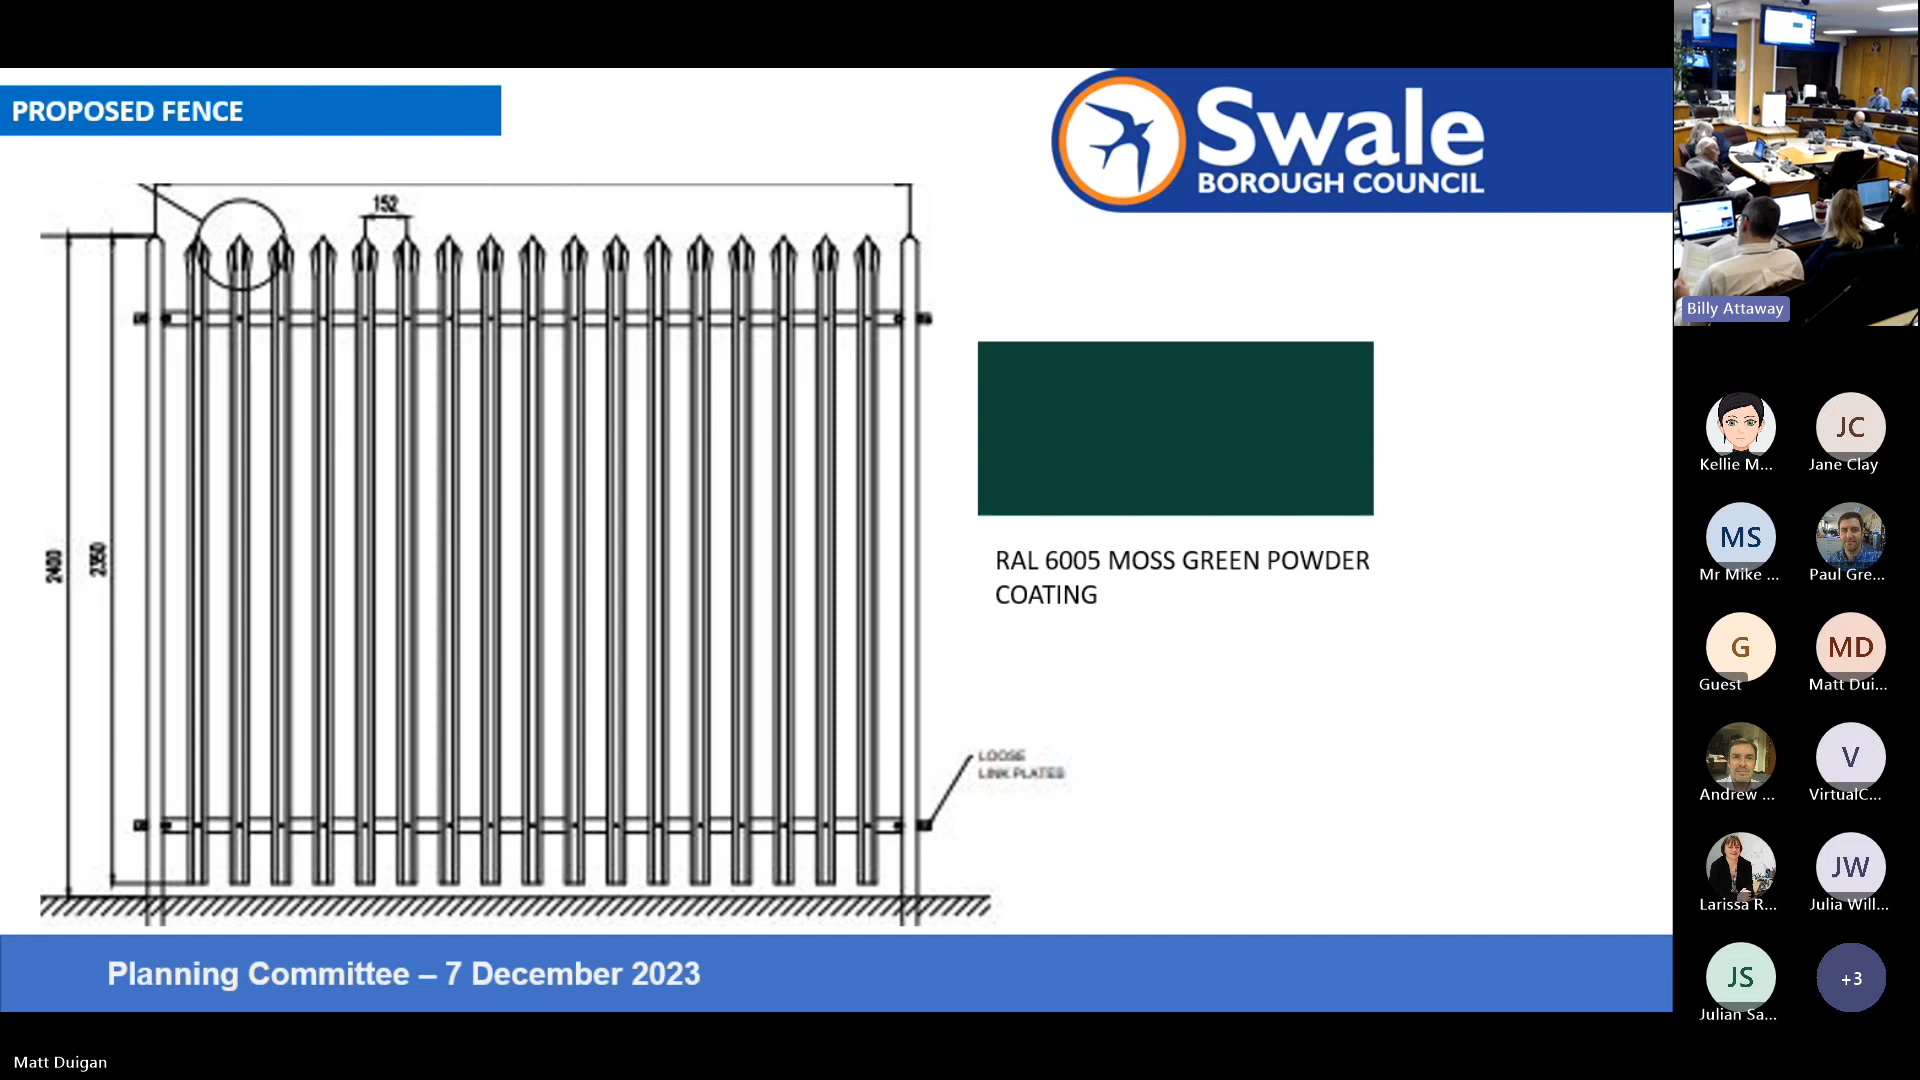 PROPOSED FENCE
Swale
BOROUGH COUNCIL
152
2400
2350
RAL 6005 MOSS GREEN POWDER
COATING
LOOSE
LINK PLATES
Planning Committee – 7 December 2023
Matt Duigan
Billy Attaway
Kellie M...
JC
Jane Clay
MS
Mr Mike ...
Paul Gre...
G
Guest
MD
Matt Dui...
Andrew ...
V
VirtualC...
Larissa R...
JW
Julia Will...
JS
Julian Sa...
+3